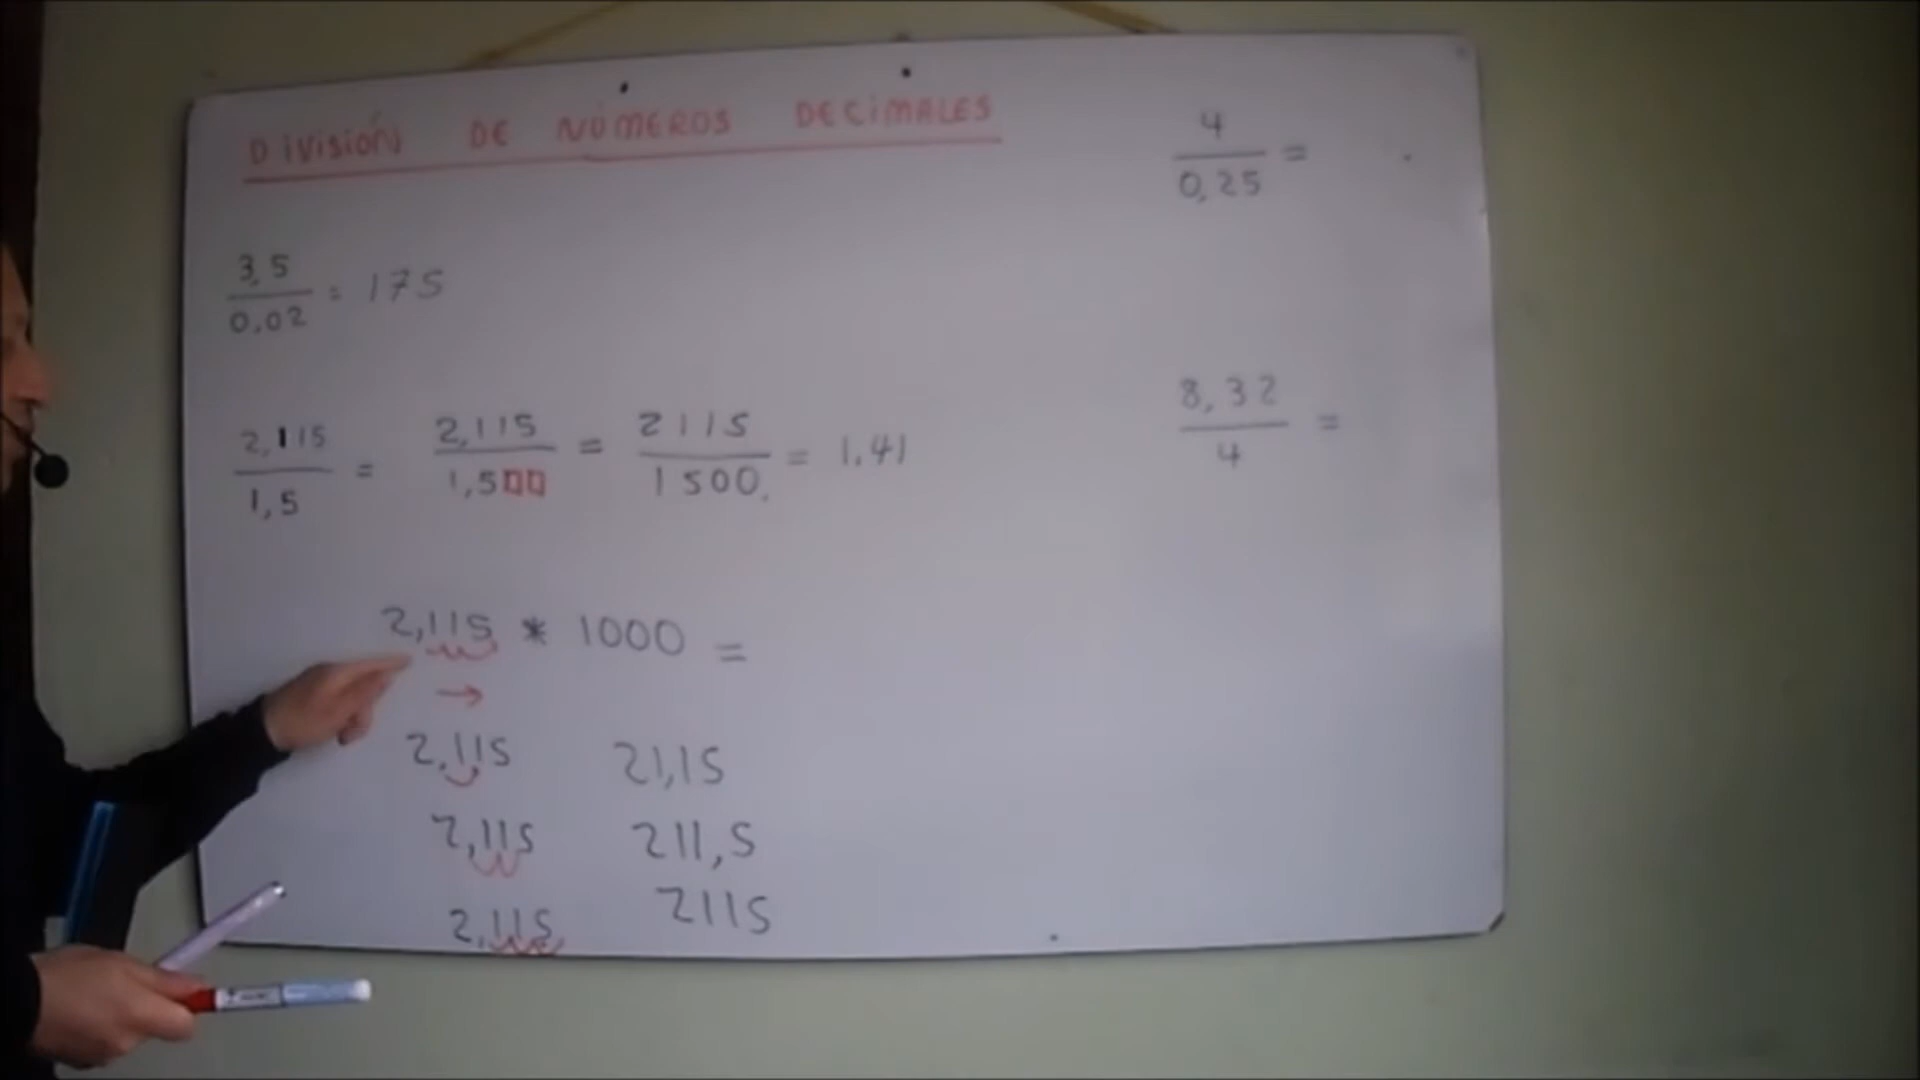 DIVISIÓN DE NÚMEROS DECIMALES
3,5 / 0,02 = 175
2,115 / 1,5 = 2,115 / 1,500 = 2115 / 1500, = 1,41
2,115 * 1000 =
→
2,115 21,15
2,115 211,5
2,115 2115
4 / 0,25 =
8,32 / 4 =